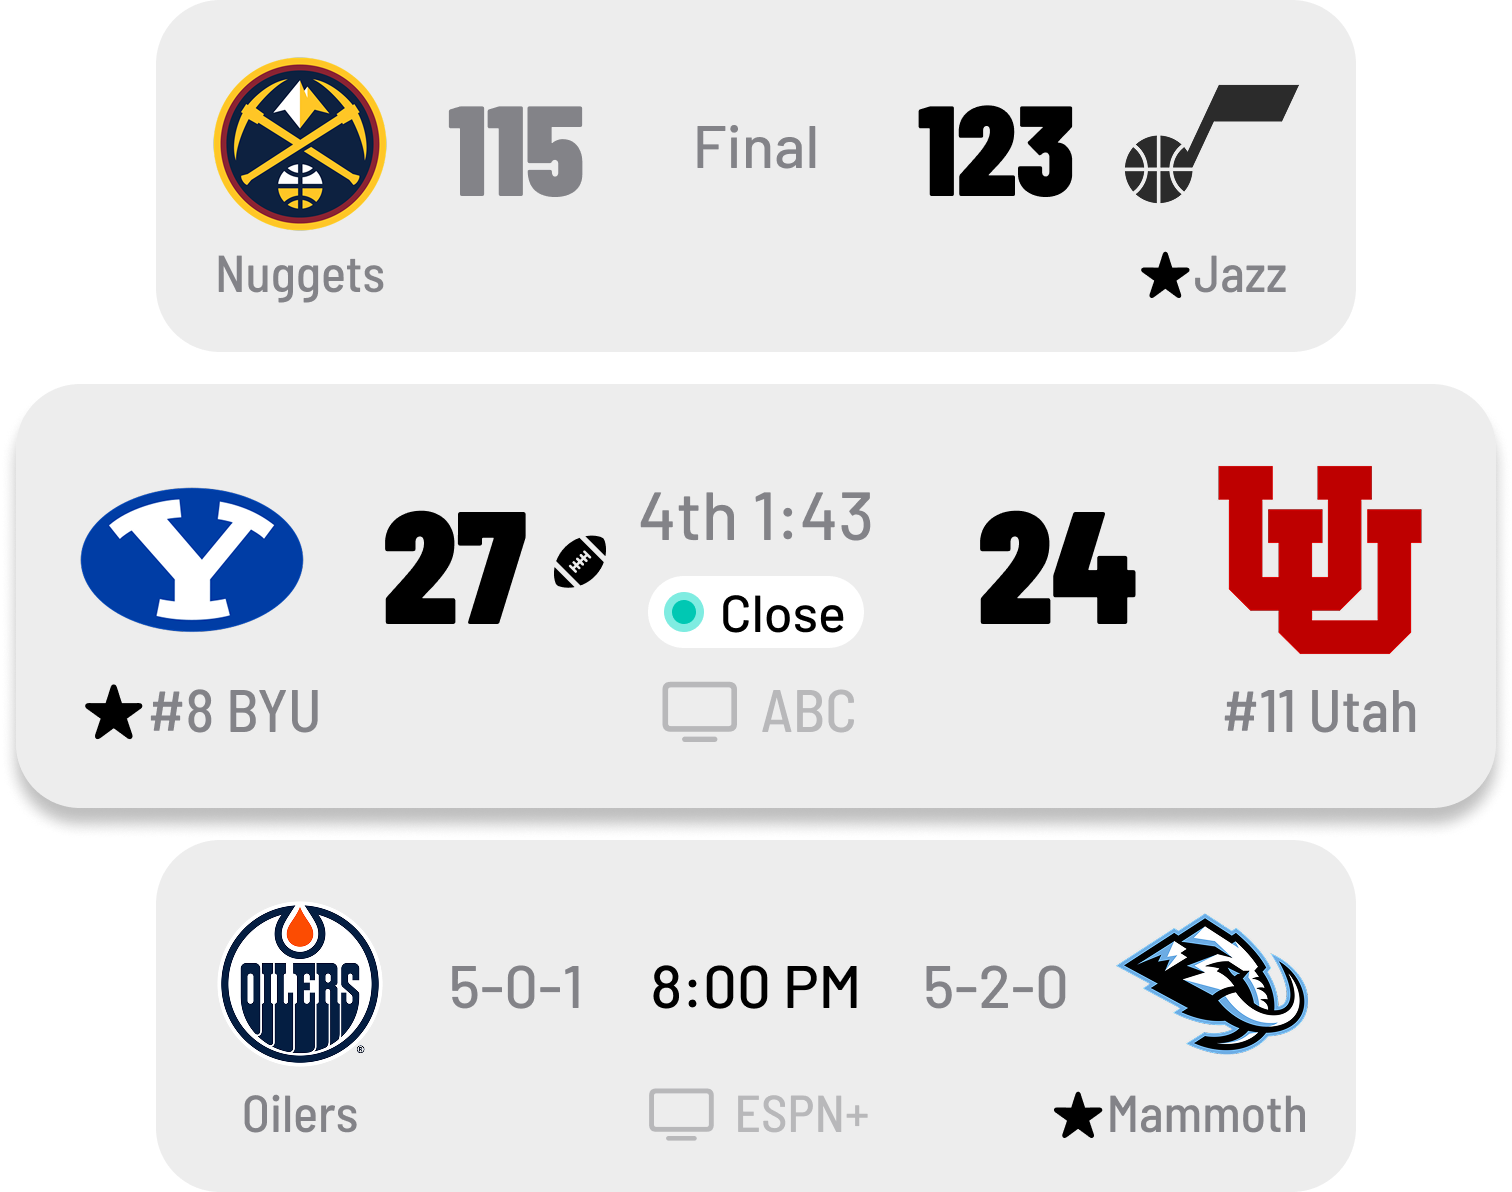 115 Final 123
Nuggets Jazz
27 4th 1:43 24
Close
#8 BYU ABC #11 Utah
Y
U
OILERS
®
5-0-1 8:00 PM 5-2-0
Oilers ESPN+ Mammoth